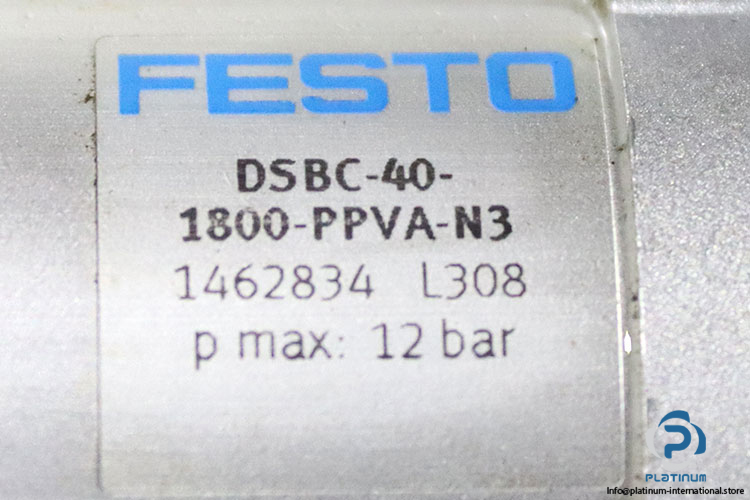 FESTO
DSBC-40-
1800-PPVA-N3
1462834 L308
p max: 12 bar
PLATINUM
Info@platinum-international.store